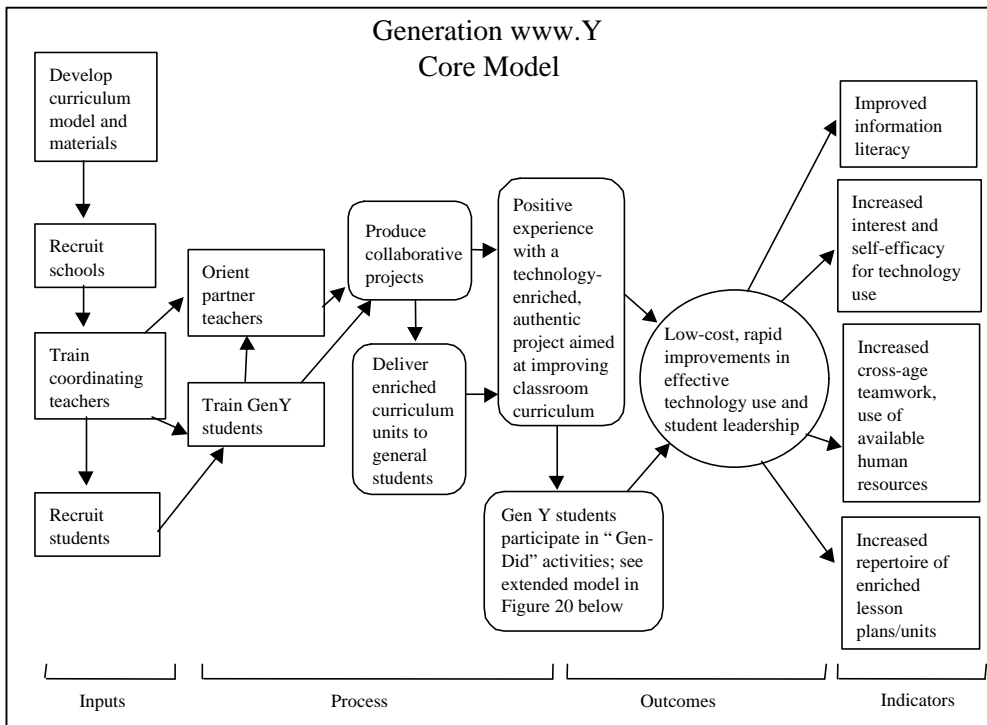 Generation www.Y
Core Model
Develop
curriculum
model and
materials
Recruit
schools
Train
coordinating
teachers
Recruit
students
Orient
partner
teachers
Train GenY
students
Produce
collaborative
projects
Deliver
enriched
curriculum
units to
general
students
Positive
experience
with a
technology-
enriched,
authentic
project aimed
at improving
classroom
curriculum
Gen Y students
participate in “ Gen-
Did” activities; see
extended model in
Figure 20 below
Low-cost, rapid
improvements in
effective
technology use and
student leadership
Improved
information
literacy
Increased
interest and
self-efficacy
for technology
use
Increased
cross-age
teamwork,
use of
available
human
resources
Increased
repertoire of
enriched
lesson
plans/units
Inputs
Process
Outcomes
Indicators